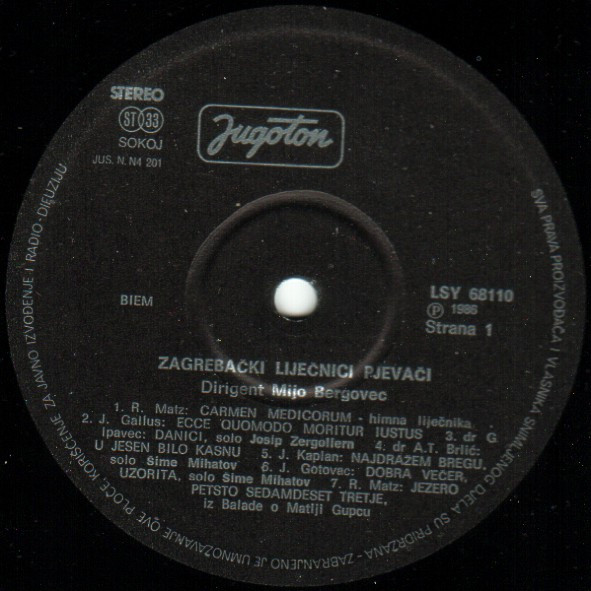 STEREO
ST 33
SOKOJ
JUS. N. N4 201
Jugoton
BIEM
LSY 68110
Ⓟ 1986
Strana 1
ZAGREBAČKI LIJEČNICI PJEVAČI
Dirigent Mijo Bergovec
1. R. Matz: CARMEN MEDICORUM - himna liječnika
2. J. Gallus: ECCE QUOMODO MORITUR IUSTUS 3. dr G
Ipavec: DANICI, solo Josip Zergollern 4. dr A.T. Brlić:
U JESEN BILO KASNU 5. J. Kaplan: NAJDRAŽEM BREGU,
solo Šime Mihatov 6. J. Gotovac: DOBRA VEČER,
UZORITA, solo Šime Mihatov 7. R. Matz: JEZERO
PETSTO SEDAMDESET TRETJE,
iz Balade o Matiji Gupcu
SVA PRAVA PROIZVOĐAČA I VLASNIKA SNIMLJENOG DJELA SU PRIDRŽANA - ZABRANJENO JE UMNOŽAVANJE OVE PLOČE, KORIŠĆENJE ZA JAVNO IZVOĐENJE I RADIO-DIFUZIJU